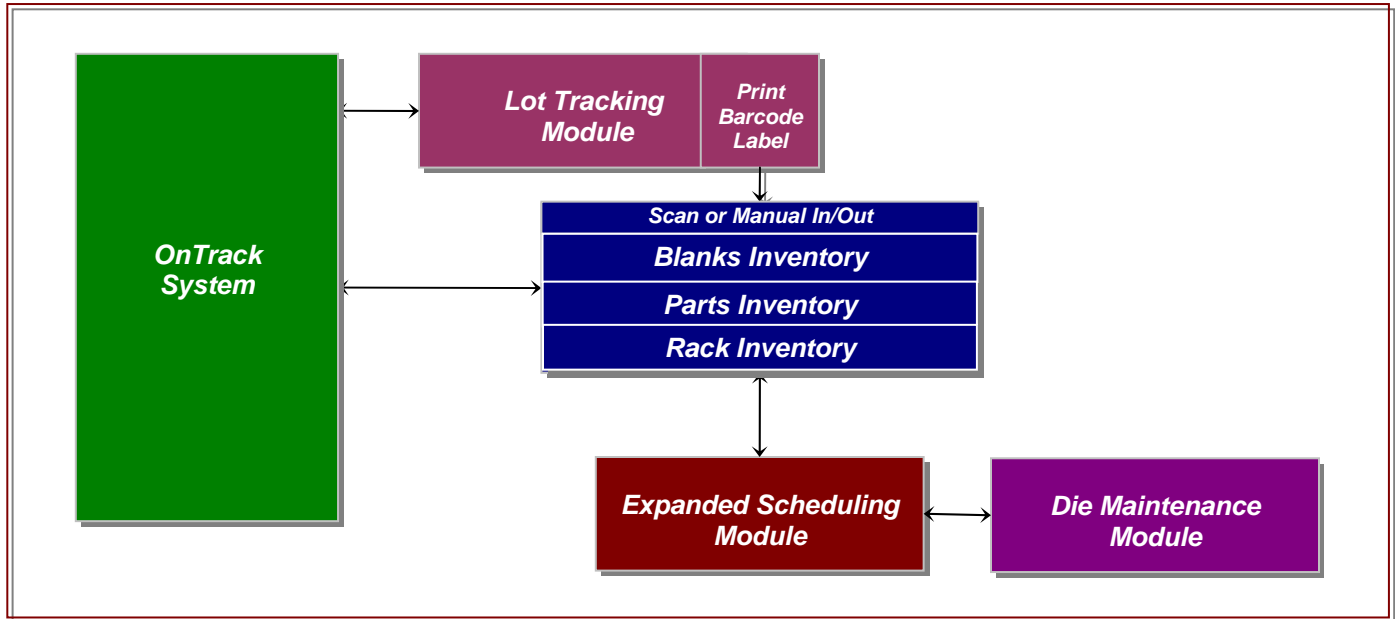 OnTrack
System
Lot Tracking
Module
Print
Barcode
Label
Scan or Manual In/Out
Blanks Inventory
Parts Inventory
Rack Inventory
Expanded Scheduling
Module
Die Maintenance
Module